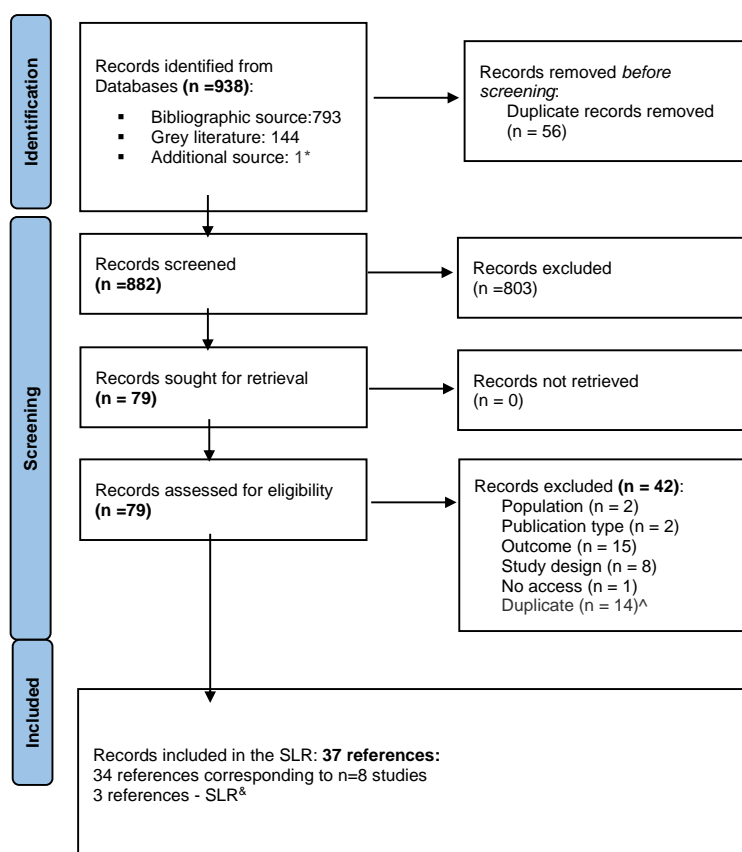 Identification
Records identified from
Databases (n =938):
▪ Bibliographic source:793
▪ Grey literature: 144
▪ Additional source: 1*
Records removed before
screening:
Duplicate records removed
(n = 56)
Screening
Records screened
(n =882)
Records excluded
(n =803)
Records sought for retrieval
(n = 79)
Records not retrieved
(n = 0)
Records assessed for eligibility
(n =79)
Records excluded (n = 42):
Population (n = 2)
Publication type (n = 2)
Outcome (n = 15)
Study design (n = 8)
No access (n = 1)
Duplicate (n = 14)^
Included
Records included in the SLR: 37 references:
34 references corresponding to n=8 studies
3 references - SLR&